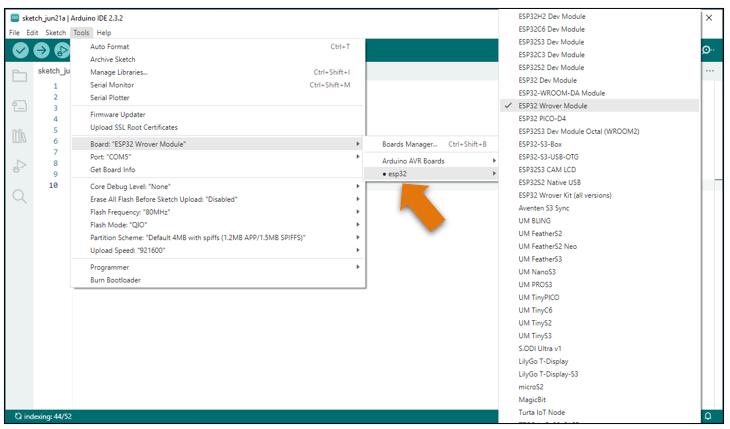 sketch_jun21a | Arduino IDE 2.3.2
File Edit Sketch Tools Help
sketch_ju
1
2
3
4
5
6
7
8
9
10
Auto Format Ctrl+T
Archive Sketch
Manage Libraries... Ctrl+Shift+I
Serial Monitor Ctrl+Shift+M
Serial Plotter
Firmware Updater
Upload SSL Root Certificates
Board: "ESP32 Wrover Module"
Port: "COM5"
Get Board Info
Core Debug Level: "None"
Erase All Flash Before Sketch Upload: "Disabled"
Flash Frequency: "80MHz"
Flash Mode: "QIO"
Partition Scheme: "Default 4MB with spiffs (1.2MB APP/1.5MB SPIFFS)"
Upload Speed: "921600"
Programmer
Burn Bootloader
Boards Manager... Ctrl+Shift+B
Arduino AVR Boards
esp32
ESP32H2 Dev Module
ESP32C6 Dev Module
ESP32S3 Dev Module
ESP32C3 Dev Module
ESP32S2 Dev Module
ESP32 Dev Module
ESP32-WROOM-DA Module
ESP32 Wrover Module
ESP32 PICO-D4
ESP32S3 Dev Module Octal (WROOM2)
ESP32-S3-Box
ESP32-S3-USB-OTG
ESP32S3 CAM LCD
ESP32S2 Native USB
ESP32 Wrover Kit (all versions)
Aventen S3 Sync
UM BLING
UM FeatherS2
UM FeatherS2 Neo
UM FeatherS3
UM NanoS3
UM PROS3
UM TinyPICO
UM TinyC6
UM TinyS2
UM TinyS3
S.ODI Ultra v1
LilyGo T-Display
LilyGo T-Display-S3
microS2
MagicBit
Turta IoT Node
indexing: 44/52